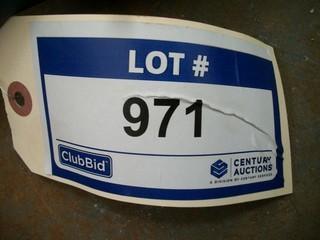 LOT #
971
ClubBid
CENTURY
AUCTIONS
A DIVISION OF CENTURY SERVICES